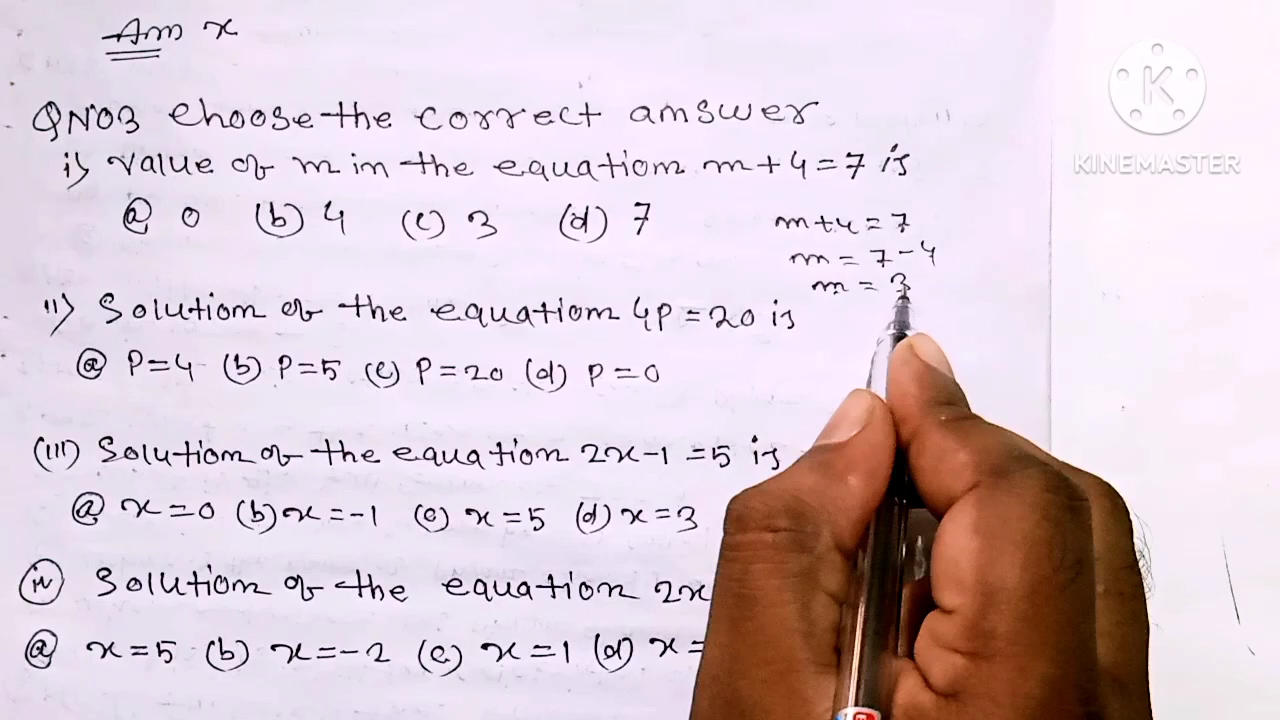 Ans x
QNO3 choose the correct answer
i) value of m in the equation m+4=7 is
(a) 0 (b) 4 (c) 3 (d) 7
m+4=7
m=7-4
m=3
ii) Solution of the equation 4p=20 is
(a) P=4 (b) P=5 (c) P=20 (d) P=0
(iii) Solution of the equation 2x-1=5 is
(a) x=0 (b) x=-1 (c) x=5 (d) x=3
(iv) Solution of the equation 2x
(a) x=5 (b) x=-2 (c) x=1 (d) x=
K
KINEMASTER